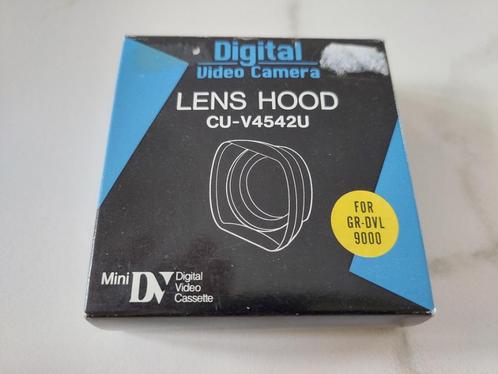 Digital
Video Camera
LENS HOOD
CU-V4542U
FOR
GR-DVL
9000
Mini DV Digital
Video
Cassette